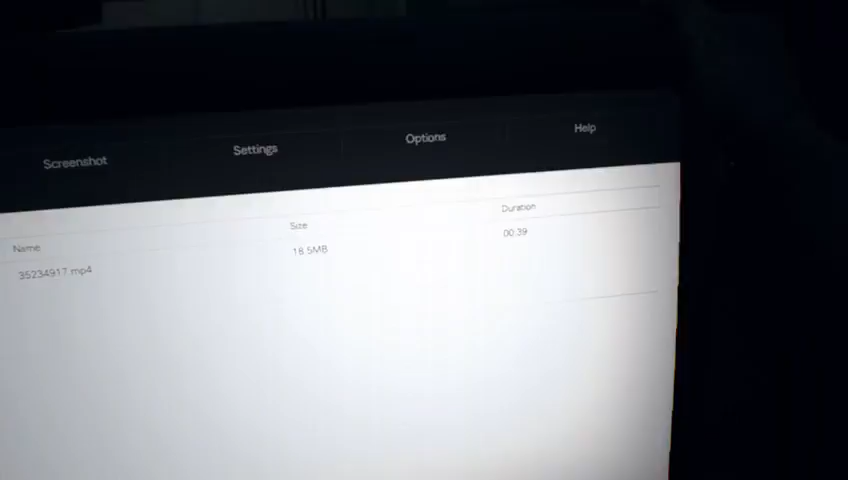 Screenshot Settings Options Help
Name Size Duration
35234917.mp4 18.5MB 00:39